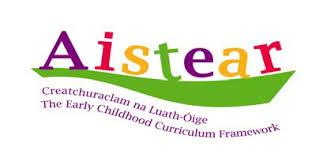 Aistear
Creatchuraclam na Luath-Óige
The Early Childhood Curriculum Framework